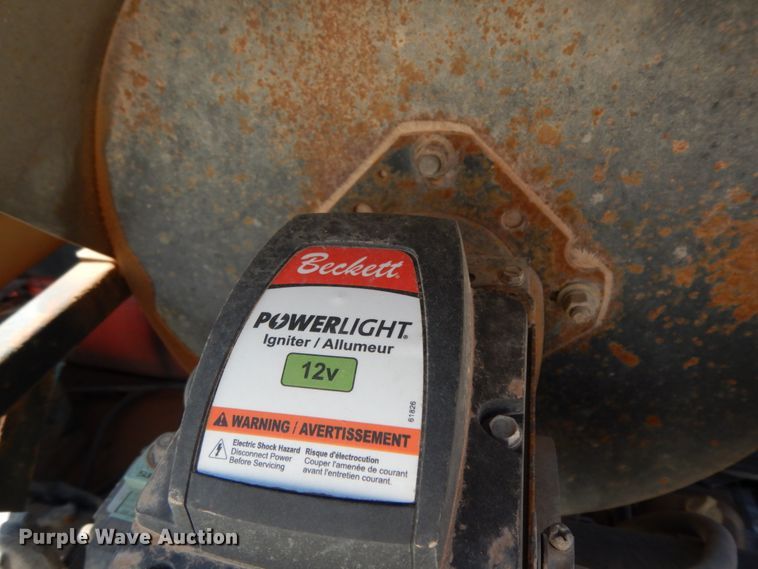 Beckett
POWERLIGHT®
Igniter / Allumeur
12v
61826
WARNING / AVERTISSEMENT
Electric Shock Hazard
Disconnect Power
Before Servicing
Risque d'électrocution
Couper l'amenée de courant
avant l'entretien courant.
Purple Wave Auction